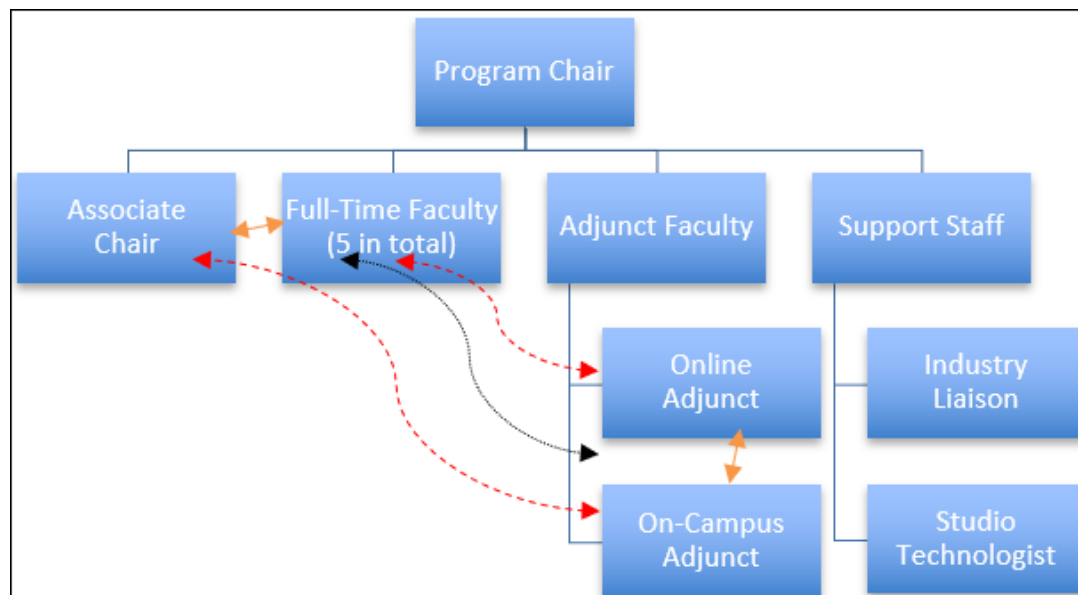 Program Chair
Associate
Chair
Full-Time Faculty
(5 in total)
Adjunct Faculty
Support Staff
Online
Adjunct
Industry
Liaison
On-Campus
Adjunct
Studio
Technologist